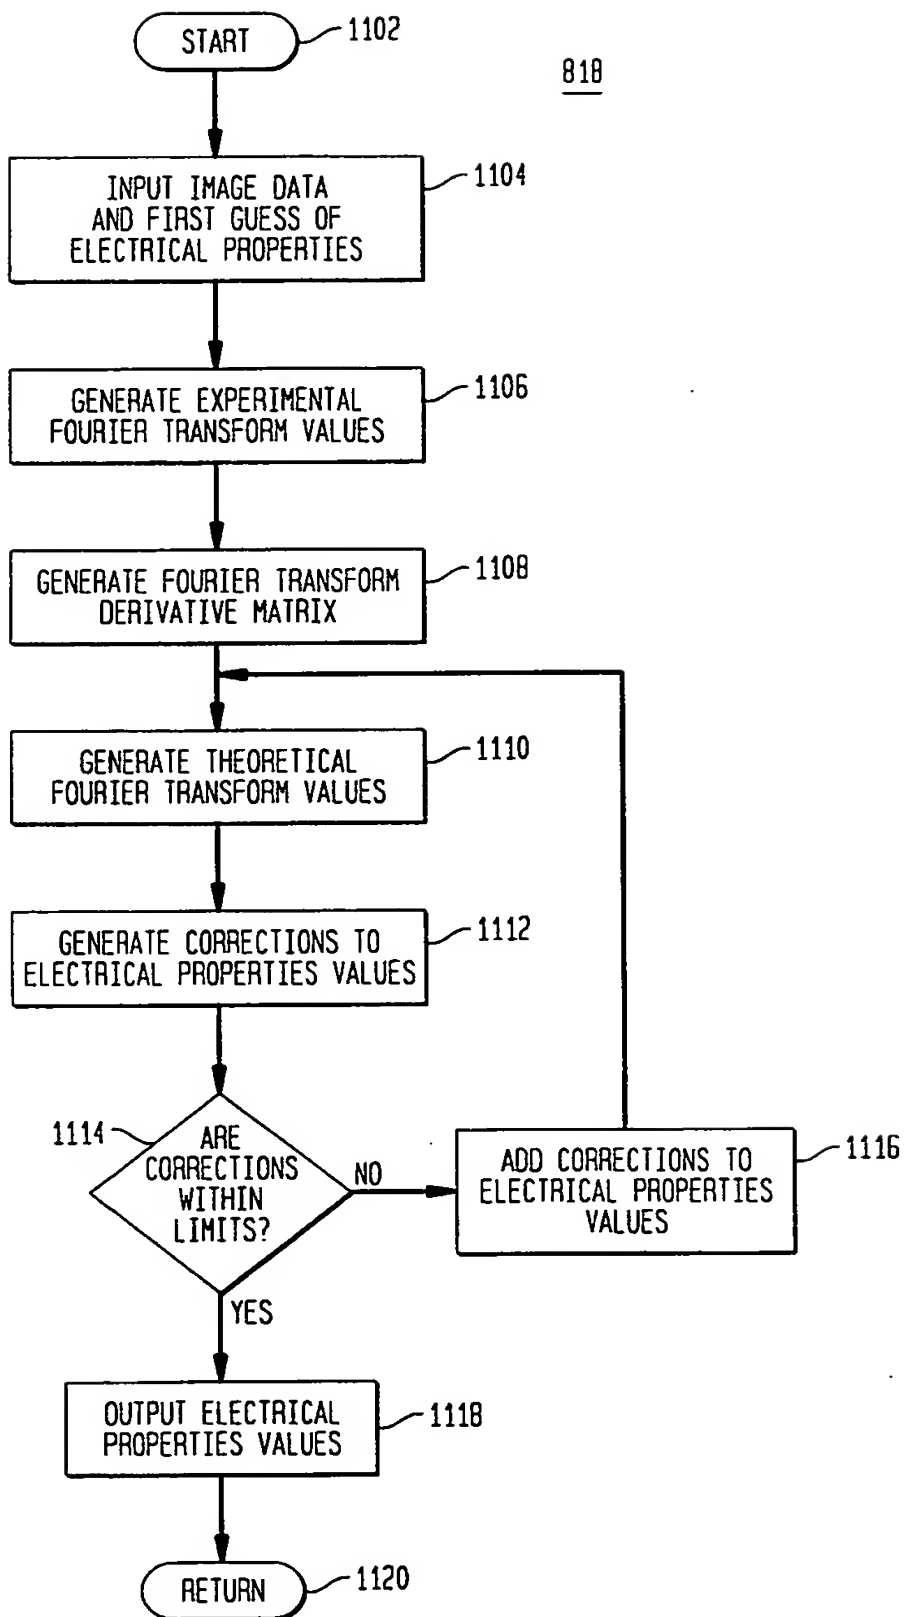 START
1102
818
INPUT IMAGE DATA
AND FIRST GUESS OF
ELECTRICAL PROPERTIES
1104
GENERATE EXPERIMENTAL
FOURIER TRANSFORM VALUES
1106
GENERATE FOURIER TRANSFORM
DERIVATIVE MATRIX
1108
GENERATE THEORETICAL
FOURIER TRANSFORM VALUES
1110
GENERATE CORRECTIONS TO
ELECTRICAL PROPERTIES VALUES
1112
1114
ARE
CORRECTIONS
WITHIN
LIMITS?
NO
ADD CORRECTIONS TO
ELECTRICAL PROPERTIES
VALUES
1116
YES
OUTPUT ELECTRICAL
PROPERTIES VALUES
1118
RETURN
1120